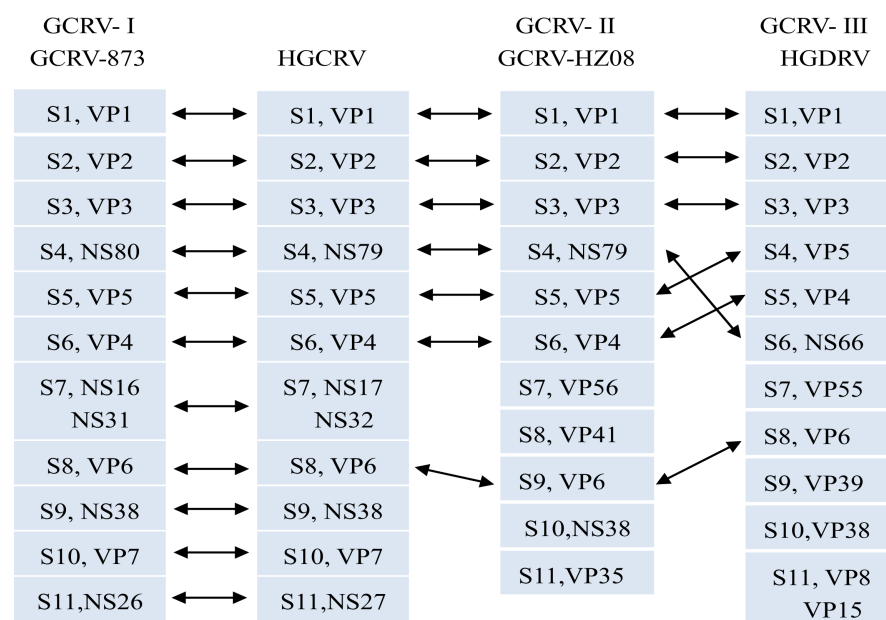 GCRV- I
GCRV-873
HGCRV
GCRV- II
GCRV-HZ08
GCRV- III
HGDRV
S1, VP1
S1, VP1
S1, VP1
S1,VP1
S2, VP2
S2, VP2
S2, VP2
S2, VP2
S3, VP3
S3, VP3
S3, VP3
S3, VP3
S4, NS80
S4, NS79
S4, NS79
S4, VP5
S5, VP5
S5, VP5
S5, VP5
S5, VP4
S6, VP4
S6, VP4
S6, VP4
S6, NS66
S7, NS16
NS31
S7, NS17
NS32
S7, VP56
S7, VP55
S8, VP41
S8, VP6
S8, VP6
S8, VP6
S9, VP6
S9, VP39
S9, NS38
S9, NS38
S10,NS38
S10,VP38
S10, VP7
S10, VP7
S11,VP35
S11, VP8
VP15
S11,NS26
S11,NS27